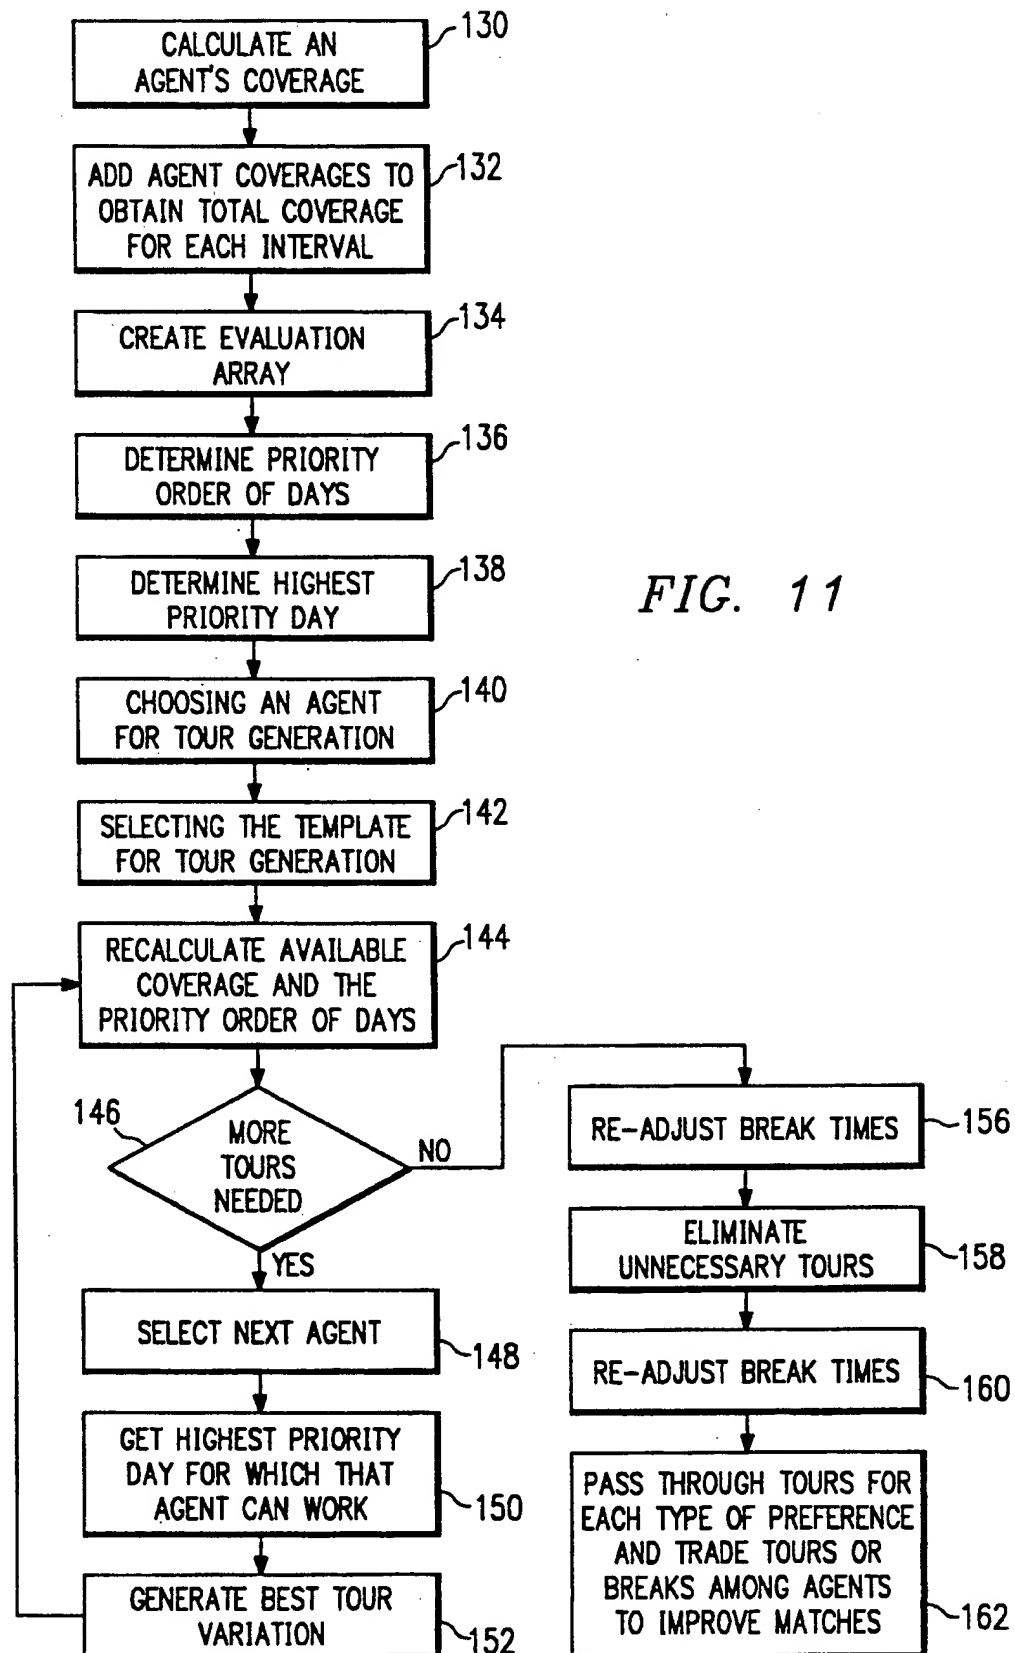 CALCULATE AN
AGENT'S COVERAGE
130
ADD AGENT COVERAGES TO
OBTAIN TOTAL COVERAGE
FOR EACH INTERVAL
132
CREATE EVALUATION
ARRAY
134
DETERMINE PRIORITY
ORDER OF DAYS
136
DETERMINE HIGHEST
PRIORITY DAY
138
FIG. 11
CHOOSING AN AGENT
FOR TOUR GENERATION
140
SELECTING THE TEMPLATE
FOR TOUR GENERATION
142
RECALCULATE AVAILABLE
COVERAGE AND THE
PRIORITY ORDER OF DAYS
144
146
MORE
TOURS
NEEDED
NO
YES
SELECT NEXT AGENT
148
GET HIGHEST PRIORITY
DAY FOR WHICH THAT
AGENT CAN WORK
150
GENERATE BEST TOUR
VARIATION
152
RE-ADJUST BREAK TIMES
156
ELIMINATE
UNNECESSARY TOURS
158
RE-ADJUST BREAK TIMES
160
PASS THROUGH TOURS FOR
EACH TYPE OF PREFERENCE
AND TRADE TOURS OR
BREAKS AMONG AGENTS
TO IMPROVE MATCHES
162